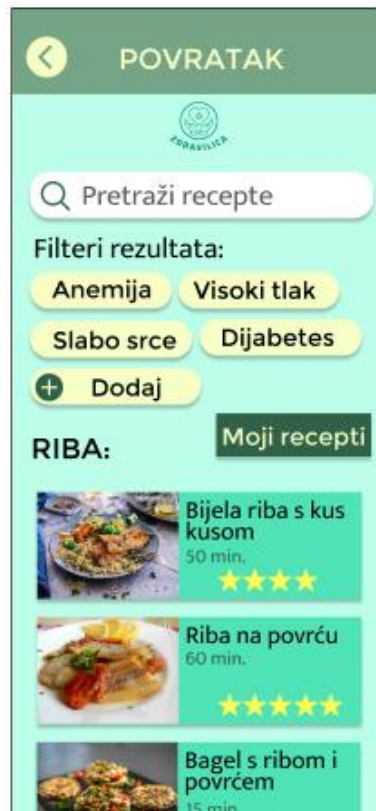 POVRATAK
ZDRAVILICA
Pretraži recepte
Filteri rezultata:
Anemija
Visoki tlak
Slabo srce
Dijabetes
Dodaj
Moji recepti
RIBA:
Bijela riba s kus
kusom
50 min.
Riba na povrću
60 min.
Bagel s ribom i
povrćem
15 min.